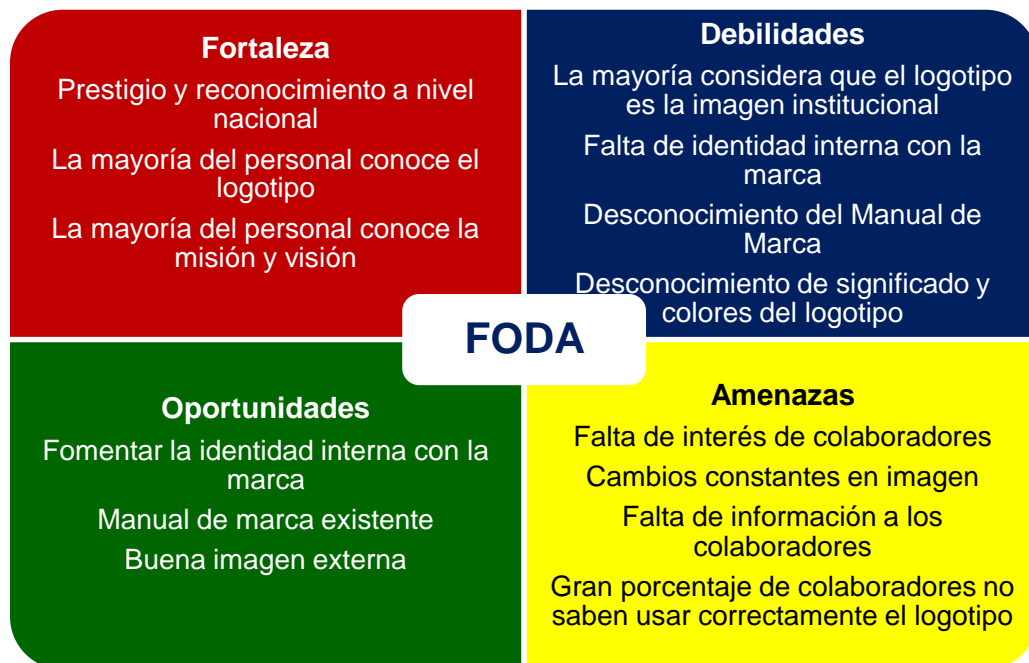 Fortaleza
Prestigio y reconocimiento a nivel
nacional
La mayoría del personal conoce el
logotipo
La mayoría del personal conoce la
misión y visión
Debilidades
La mayoría considera que el logotipo
es la imagen institucional
Falta de identidad interna con la
marca
Desconocimiento del Manual de
Marca
Desconocimiento de significado y
colores del logotipo
FODA
Oportunidades
Fomentar la identidad interna con la
marca
Manual de marca existente
Buena imagen externa
Amenazas
Falta de interés de colaboradores
Cambios constantes en imagen
Falta de información a los
colaboradores
Gran porcentaje de colaboradores no
saben usar correctamente el logotipo